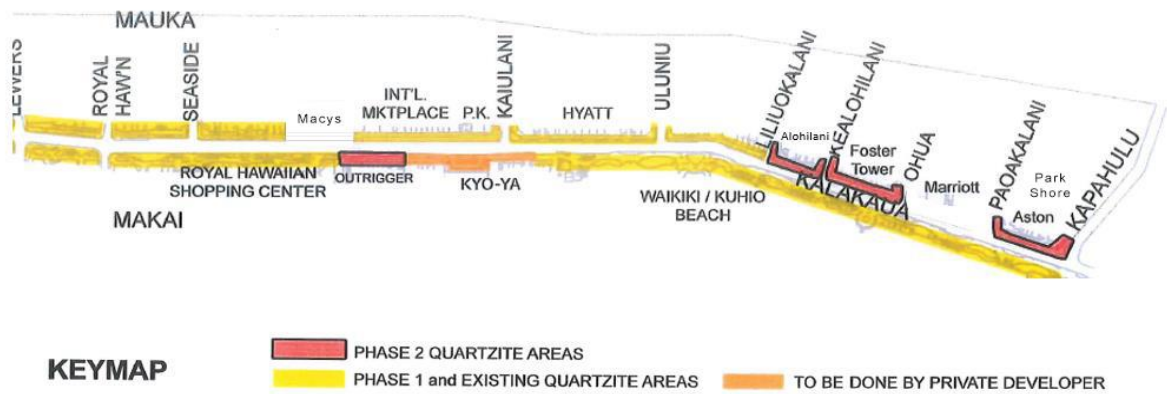 MAUKA
LEWERS
ROYAL
HAW'N
SEASIDE
Macys
INT'L.
MKTPLACE
P.K.
KAIULANI
HYATT
ULUNIU
LILIUOKALANI
Alohilani
KEALOHILANI
Foster
Tower
OHUA
Marriott
PAOAKALANI
Park
Shore
Aston
KAPAHULU
ROYAL HAWAIIAN
SHOPPING CENTER
OUTRIGGER
KYO-YA
WAIKIKI / KUHIO
BEACH
KALAKAUA
MAKAI
KEYMAP
PHASE 2 QUARTZITE AREAS
PHASE 1 and EXISTING QUARTZITE AREAS
TO BE DONE BY PRIVATE DEVELOPER